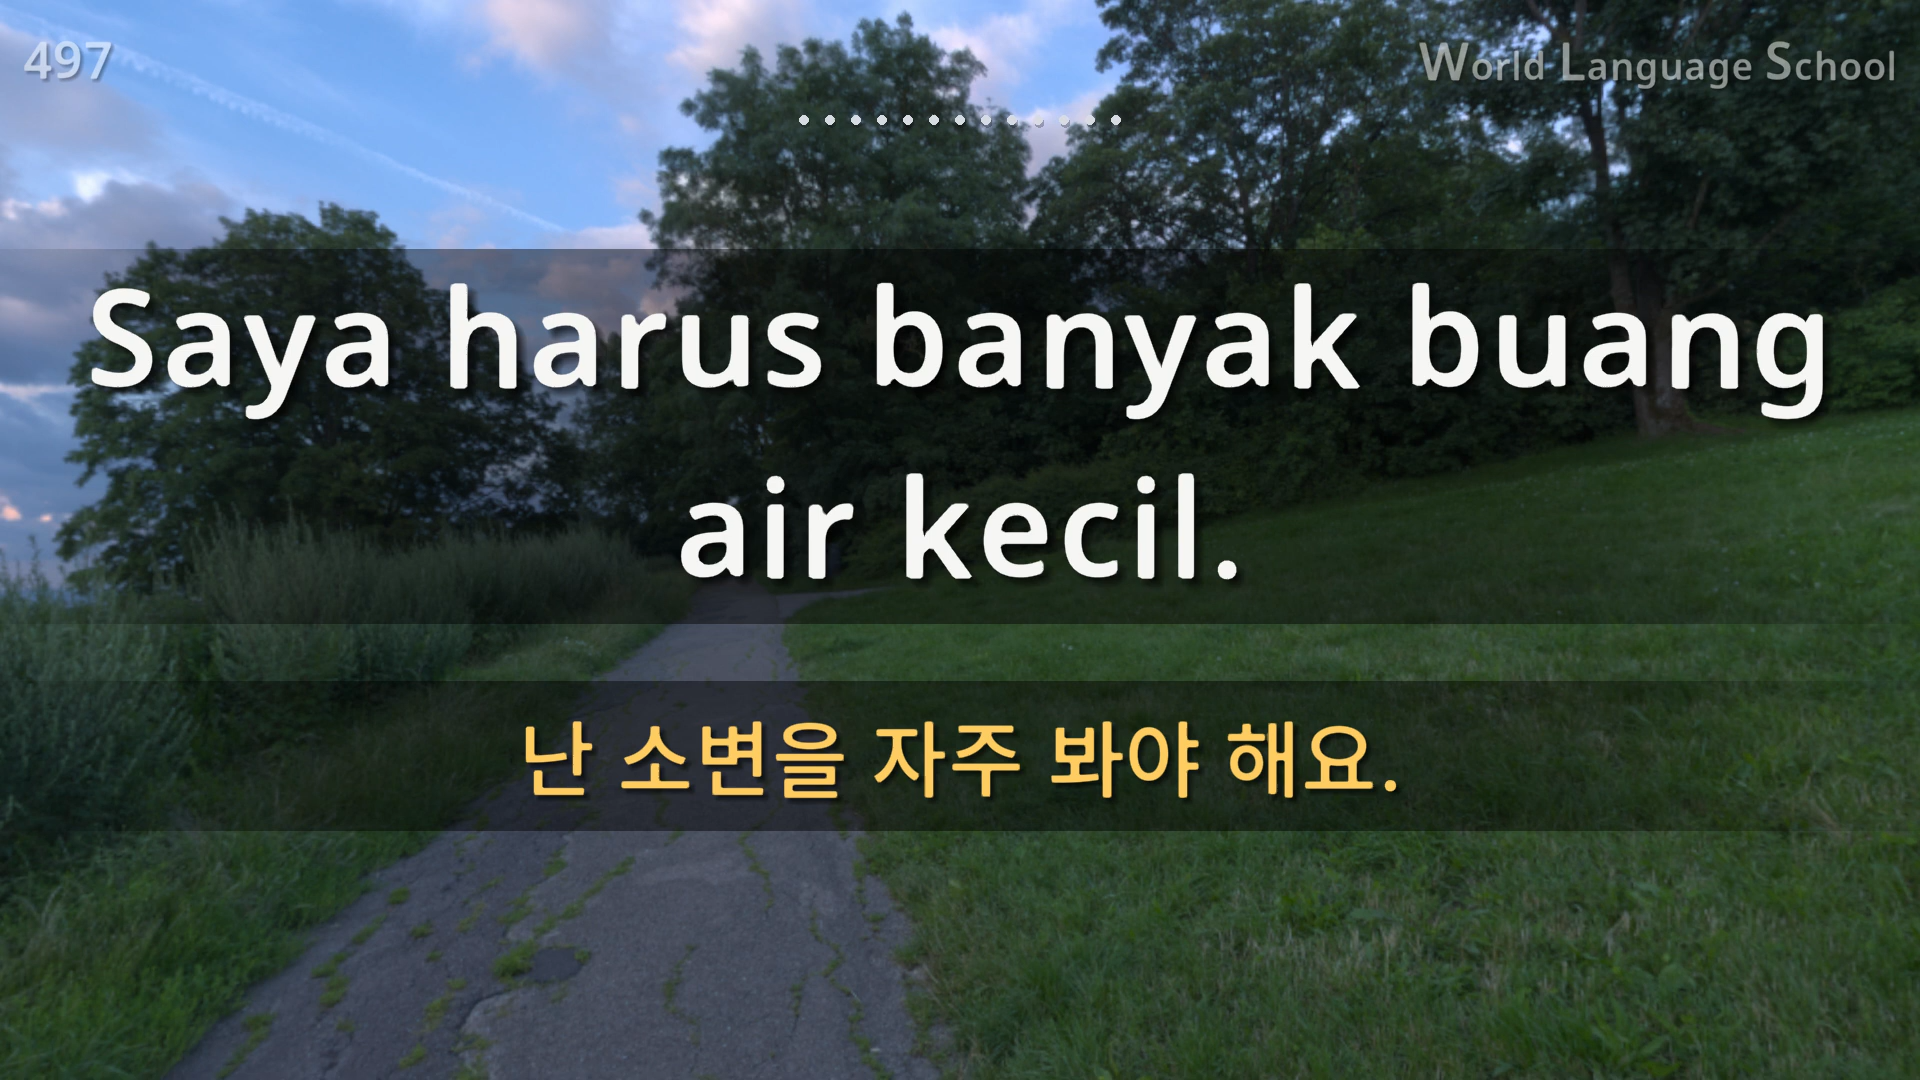 497
World Language School
Saya harus banyak buang
air kecil.
난 소변을 자주 봐야 해요.